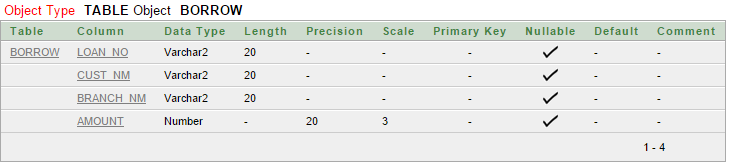 Object Type TABLE Object BORROW
Table Column Data Type Length Precision Scale Primary Key Nullable Default Comment
BORROW LOAN_NO Varchar2 20 - - - ✓ - -
CUST_NM Varchar2 20 - - - ✓ - -
BRANCH_NM Varchar2 20 - - - ✓ - -
AMOUNT Number - 20 3 - ✓ - -
1 - 4